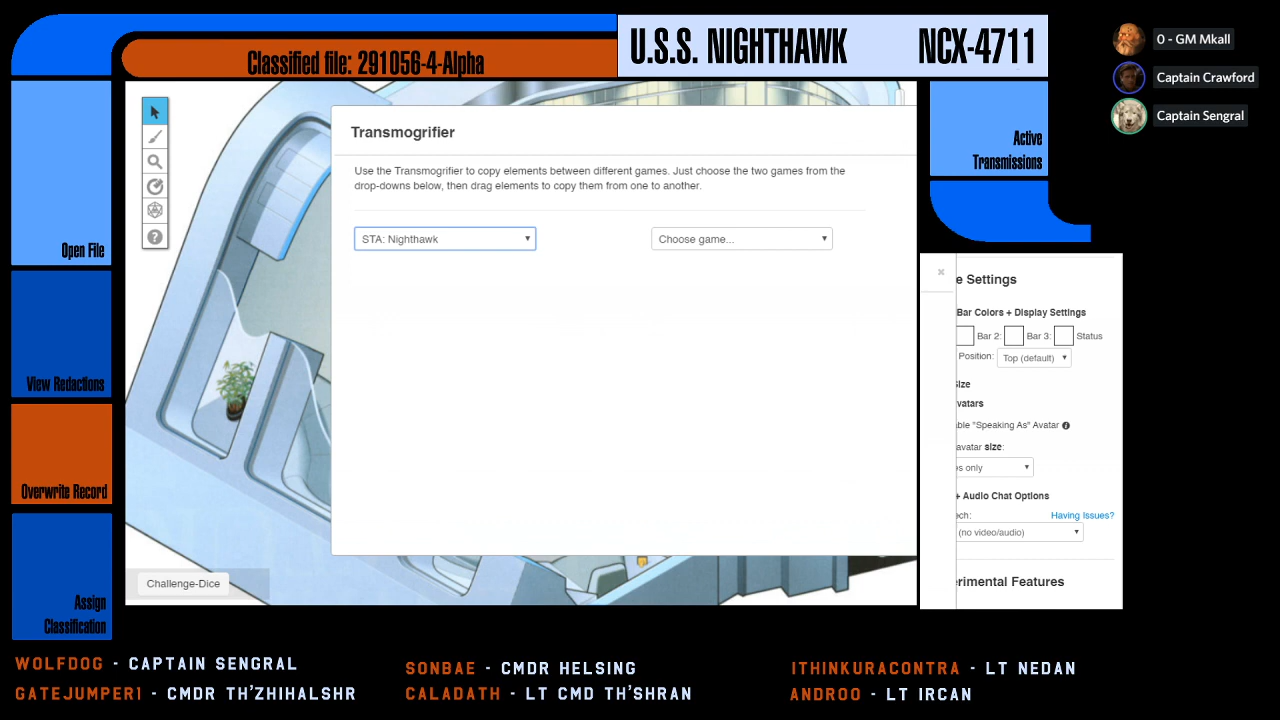 Classified file: 291056-4-Alpha
U.S.S. NIGHTHAWK NCX-4711
0 - GM Mkall
Captain Crawford
Captain Sengral
Active
Transmissions
Open File
View Redactions
Overwrite Record
Assign
Classification
Transmogrifier
Use the Transmogrifier to copy elements between different games. Just choose the two games from the
drop-downs below, then drag elements to copy them from one to another.
STA: Nighthawk
Choose game...
Challenge-Dice
e Settings
Bar Colors + Display Settings
Bar 2: Bar 3: Status
Position: Top (default)
Size
vatars
ble "Speaking As" Avatar
avatar size:
es only
+ Audio Chat Options
ech: Having Issues?
(no video/audio)
erimental Features
WOLFDOG - CAPTAIN SENGRAL
GATEJUMPER1 - CMDR TH'ZHIHALSHR
SONBAE - CMDR HELSING
CALADATH - LT CMD TH'SHRAN
ITHINKURACONTRA - LT NEDAN
ANDROO - LT IRCAN